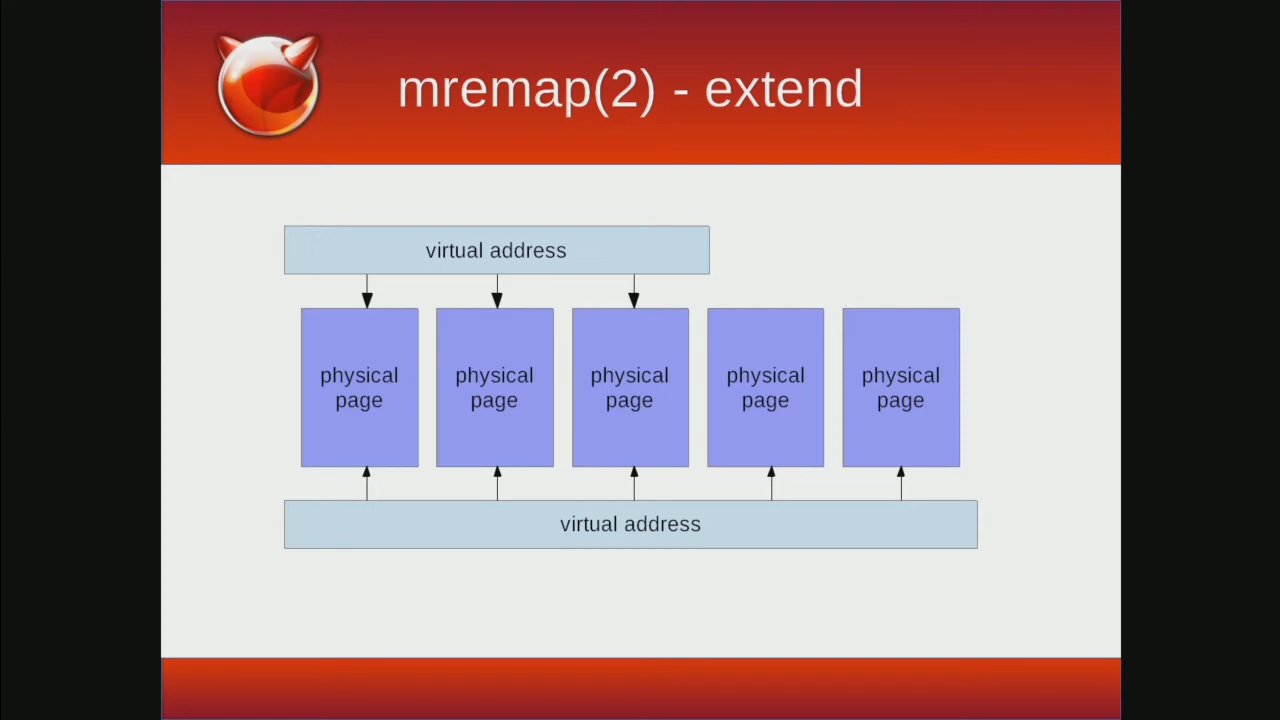 mremap(2) - extend
virtual address
physical
page
physical
page
physical
page
physical
page
physical
page
virtual address